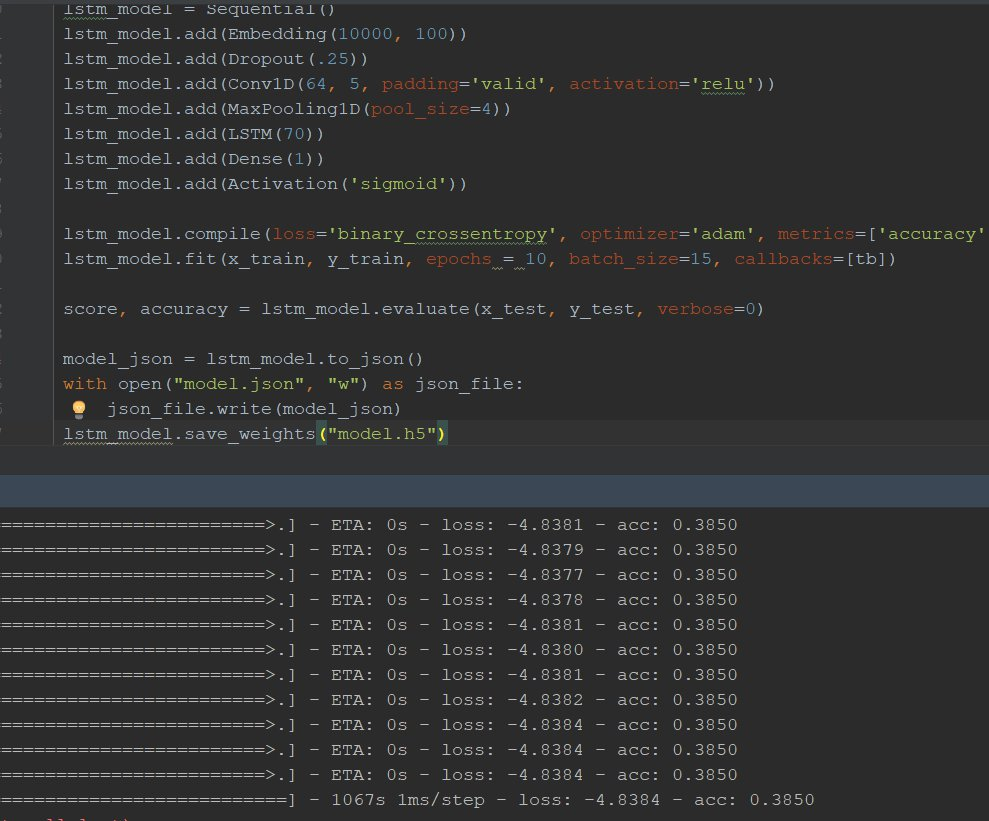 lstm_model = Sequential()
lstm_model.add(Embedding(10000, 100))
lstm_model.add(Dropout(.25))
lstm_model.add(Conv1D(64, 5, padding='valid', activation='relu'))
lstm_model.add(MaxPooling1D(pool_size=4))
lstm_model.add(LSTM(70))
lstm_model.add(Dense(1))
lstm_model.add(Activation('sigmoid'))
lstm_model.compile(loss='binary_crossentropy', optimizer='adam', metrics=['accuracy'
lstm_model.fit(x_train, y_train, epochs = 10, batch_size=15, callbacks=[tb])
score, accuracy = lstm_model.evaluate(x_test, y_test, verbose=0)
model_json = lstm_model.to_json()
with open("model.json", "w") as json_file:
json_file.write(model_json)
lstm_model.save_weights("model.h5")
========================>.] - ETA: 0s - loss: -4.8381 - acc: 0.3850
========================>.] - ETA: 0s - loss: -4.8379 - acc: 0.3850
========================>.] - ETA: 0s - loss: -4.8377 - acc: 0.3850
========================>.] - ETA: 0s - loss: -4.8378 - acc: 0.3850
========================>.] - ETA: 0s - loss: -4.8381 - acc: 0.3850
========================>.] - ETA: 0s - loss: -4.8380 - acc: 0.3850
========================>.] - ETA: 0s - loss: -4.8381 - acc: 0.3850
========================>.] - ETA: 0s - loss: -4.8382 - acc: 0.3850
========================>.] - ETA: 0s - loss: -4.8384 - acc: 0.3850
========================>.] - ETA: 0s - loss: -4.8384 - acc: 0.3850
========================>.] - ETA: 0s - loss: -4.8384 - acc: 0.3850
==========================] - 1067s 1ms/step - loss: -4.8384 - acc: 0.3850